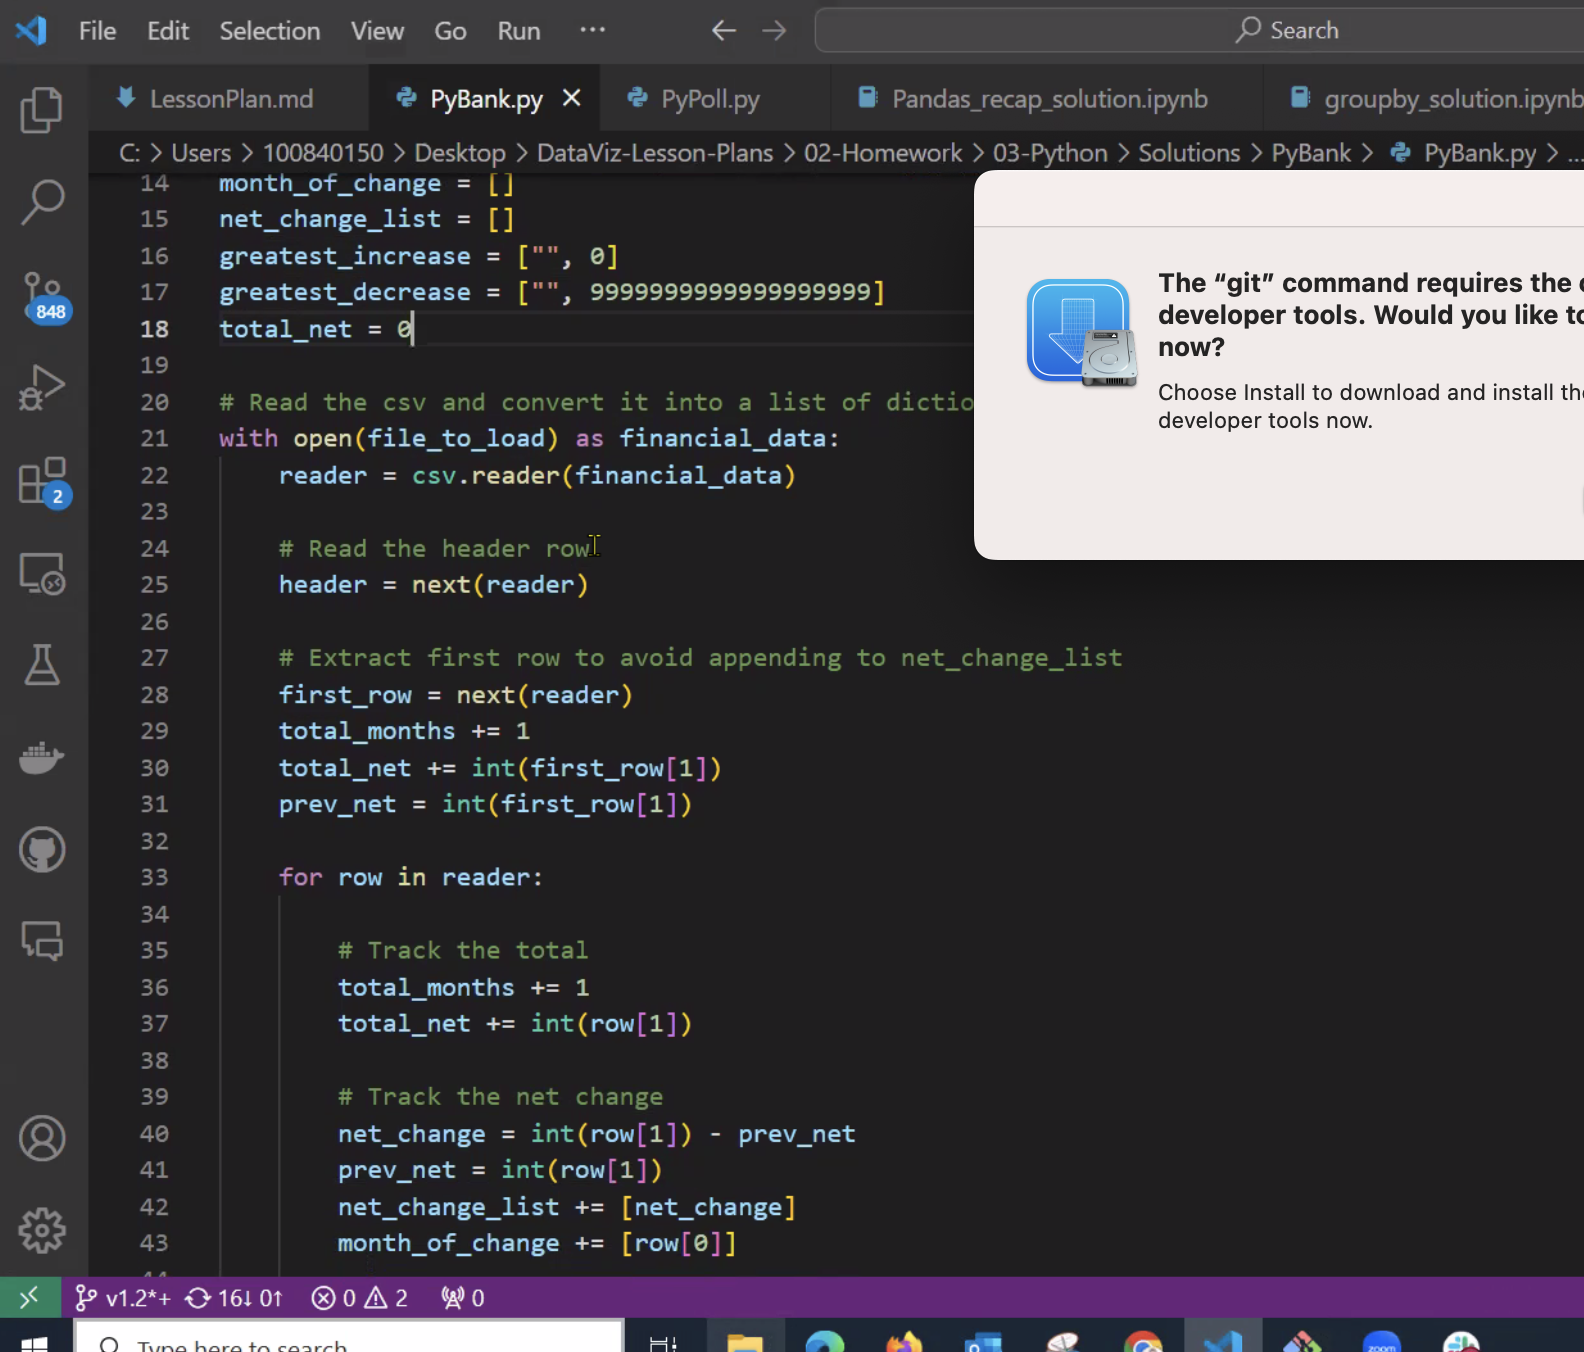 File Edit Selection View Go Run ··· Search
LessonPlan.md PyBank.py PyPoll.py Pandas_recap_solution.ipynb groupby_solution.ipynb
C: > Users > 100840150 > Desktop > DataViz-Lesson-Plans > 02-Homework > 03-Python > Solutions > PyBank > PyBank.py > ...
14 month_of_change = []
15 net_change_list = []
16 greatest_increase = ["", 0]
17 greatest_decrease = ["", 9999999999999999999]
18 total_net = 0
19
20 # Read the csv and convert it into a list of dictio
21 with open(file_to_load) as financial_data:
22 reader = csv.reader(financial_data)
23
24 # Read the header row
25 header = next(reader)
26
27 # Extract first row to avoid appending to net_change_list
28 first_row = next(reader)
29 total_months += 1
30 total_net += int(first_row[1])
31 prev_net = int(first_row[1])
32
33 for row in reader:
34
35 # Track the total
36 total_months += 1
37 total_net += int(row[1])
38
39 # Track the net change
40 net_change = int(row[1]) - prev_net
41 prev_net = int(row[1])
42 net_change_list += [net_change]
43 month_of_change += [row[0]]
848
2
The “git” command requires the
developer tools. Would you like to
now?
Choose Install to download and install the
developer tools now.
v1.2*+ 16↓ 0↑ 0 2 0
Type here to search
zoom